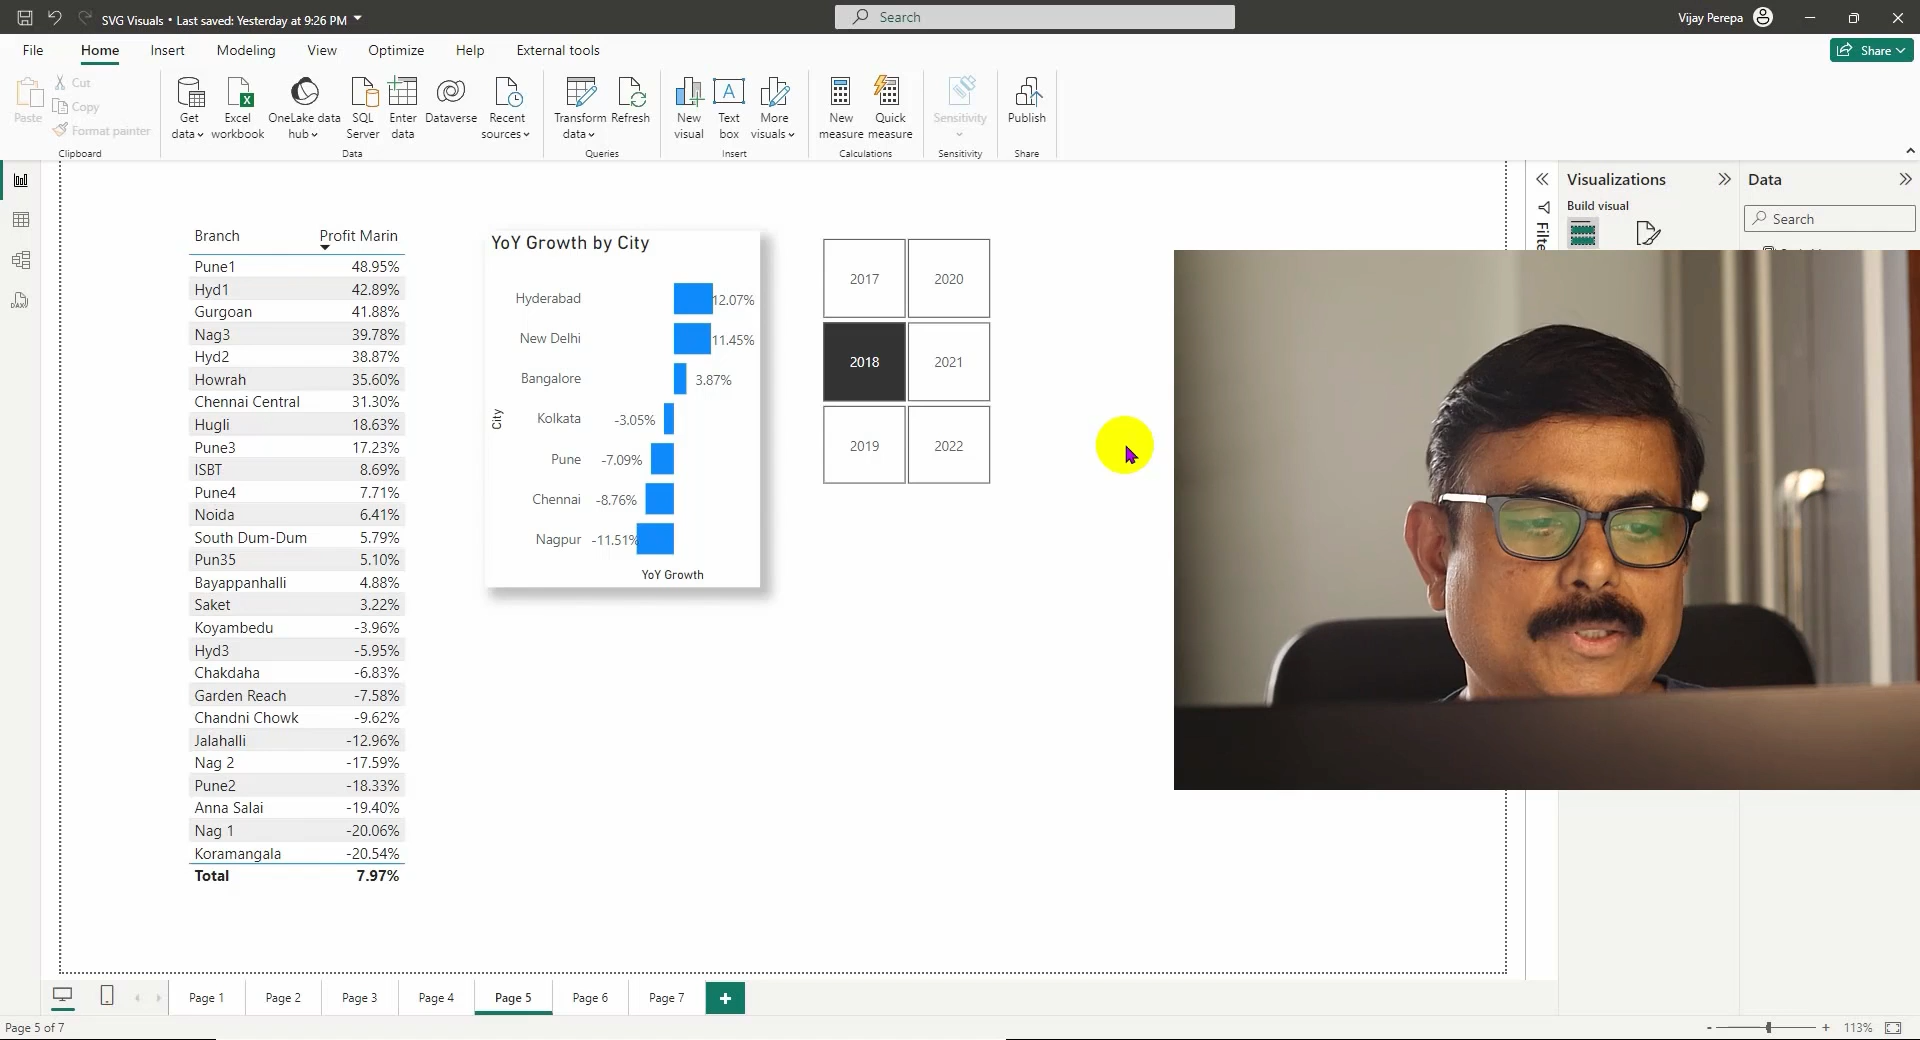 SVG Visuals • Last saved: Yesterday at 9:26 PM
Search
Vijay Perepa
File Home Insert Modeling View Optimize Help External tools
Share
Paste
Cut
Copy
Format painter
Clipboard
Get data
Excel workbook
OneLake data hub
SQL Server
Enter data
Dataverse
Recent sources
Data
Transform data
Refresh
Queries
New visual
Text box
More visuals
Insert
New measure
Quick measure
Calculations
Sensitivity
Sensitivity
Publish
Share
Branch Profit Marin
Pune1 48.95%
Hyd1 42.89%
Gurgoan 41.88%
Nag3 39.78%
Hyd2 38.87%
Howrah 35.60%
Chennai Central 31.30%
Hugli 18.63%
Pune3 17.23%
ISBT 8.69%
Pune4 7.71%
Noida 6.41%
South Dum-Dum 5.79%
Pun35 5.10%
Bayappanhalli 4.88%
Saket 3.22%
Koyambedu -3.96%
Hyd3 -5.95%
Chakdaha -6.83%
Garden Reach -7.58%
Chandni Chowk -9.62%
Jalahalli -12.96%
Nag 2 -17.59%
Pune2 -18.33%
Anna Salai -19.40%
Nag 1 -20.06%
Koramangala -20.54%
Total 7.97%
YoY Growth by City
City
Hyderabad 12.07%
New Delhi 11.45%
Bangalore 3.87%
Kolkata -3.05%
Pune -7.09%
Chennai -8.76%
Nagpur -11.51%
YoY Growth
2017 2020
2018 2021
2019 2022
Filte
Visualizations
Build visual
Data
Search
Page 1 Page 2 Page 3 Page 4 Page 5 Page 6 Page 7 +
Page 5 of 7
- + 113%